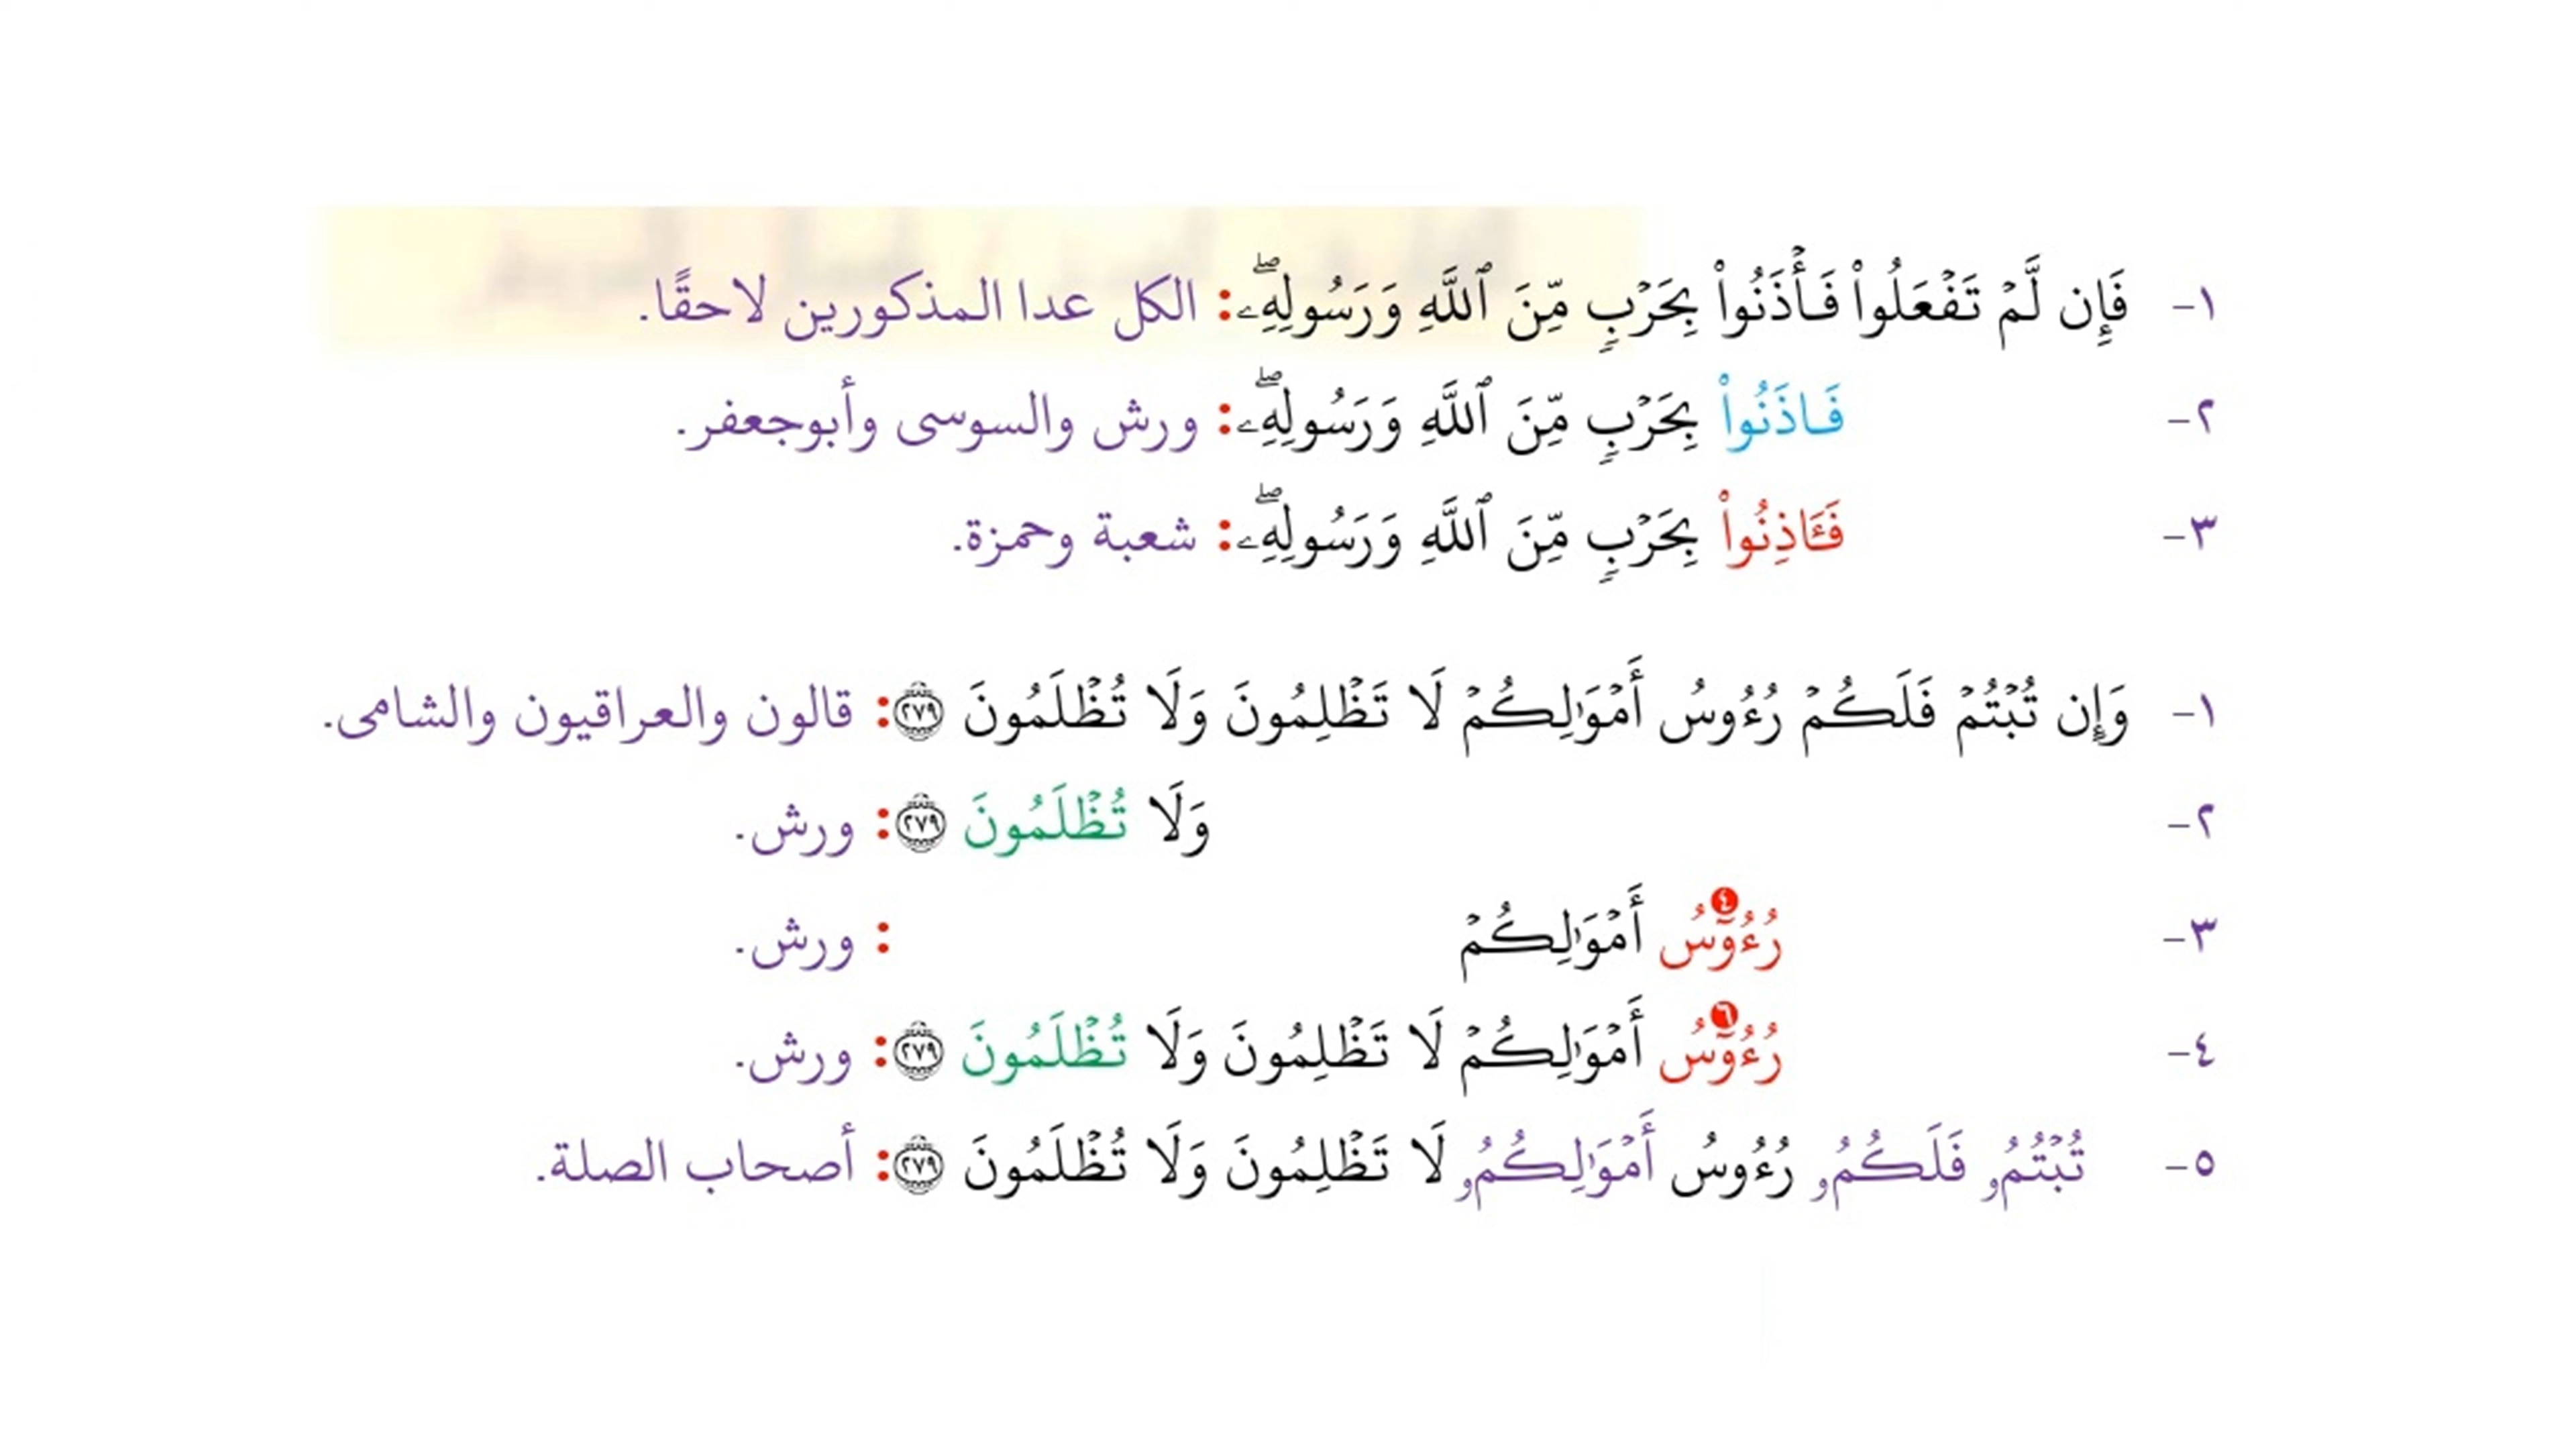 ١- فَإِن لَّمۡ تَفۡعَلُواْ فَأۡذَنُواْ بِحَرۡبٖ مِّنَ ٱللَّهِ وَرَسُولِهِۦۖ: الكل عدا المذكورين لاحقًا.
٢- فَاذَنُواْ بِحَرۡبٖ مِّنَ ٱللَّهِ وَرَسُولِهِۦۖ: ورش والسوسى وأبوجعفر.
٣- فَـَٔاذِنُواْ بِحَرۡبٖ مِّنَ ٱللَّهِ وَرَسُولِهِۦۖ: شعبة وحمزة.
١- وَإِن تُبۡتُمۡ فَلَكُمۡ رُءُوسُ أَمۡوَٰلِكُمۡ لَا تَظۡلِمُونَ وَلَا تُظۡلَمُونَ ٢٧٩: قالون والعراقيون والشامى.
٢- وَلَا تُظۡلَمُونَ ٢٧٩: ورش.
٣- رُءُوٓسُ ٤ أَمۡوَٰلِكُمۡ : ورش.
٤- رُءُوٓسُ ٦ أَمۡوَٰلِكُمۡ لَا تَظۡلِمُونَ وَلَا تُظۡلَمُونَ ٢٧٩: ورش.
٥- تُبۡتُمُۥ فَلَكُمُۥ رُءُوسُ أَمۡوَٰلِكُمُۥ لَا تَظۡلِمُونَ وَلَا تُظۡلَمُونَ ٢٧٩: أصحاب الصلة.